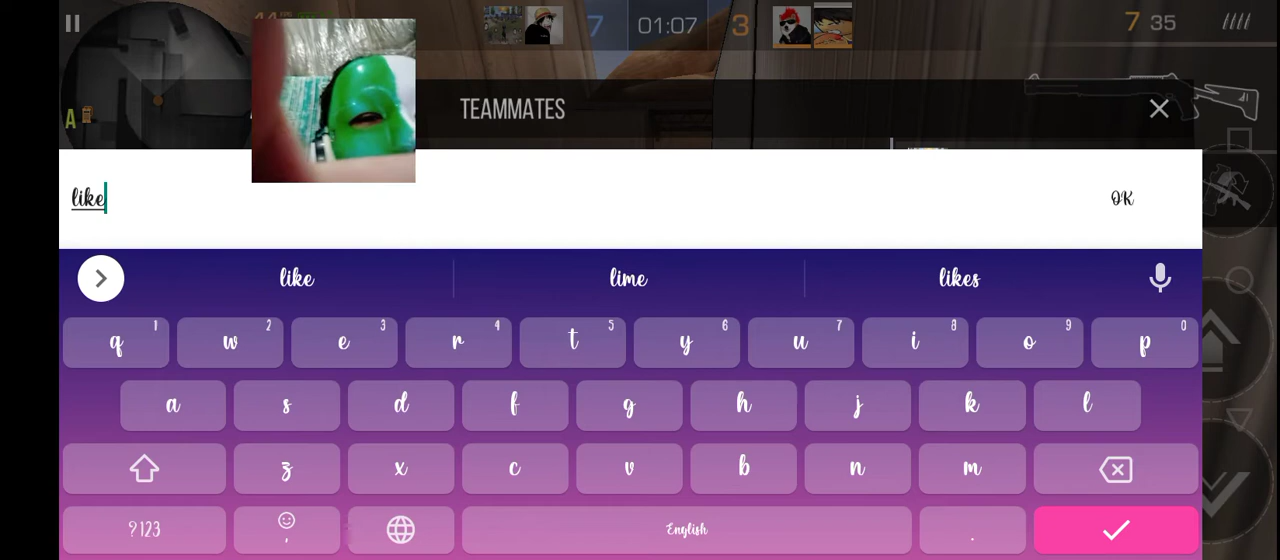 7 01:07 3 7 35
A
TEAMMATES
like
OK
like lime likes
q 1 w 2 e 3 r 4 t 5 y 6 u 7 i 8 o 9 p 0
a s d f g h j k l
z x c v b n m
?123 , English .